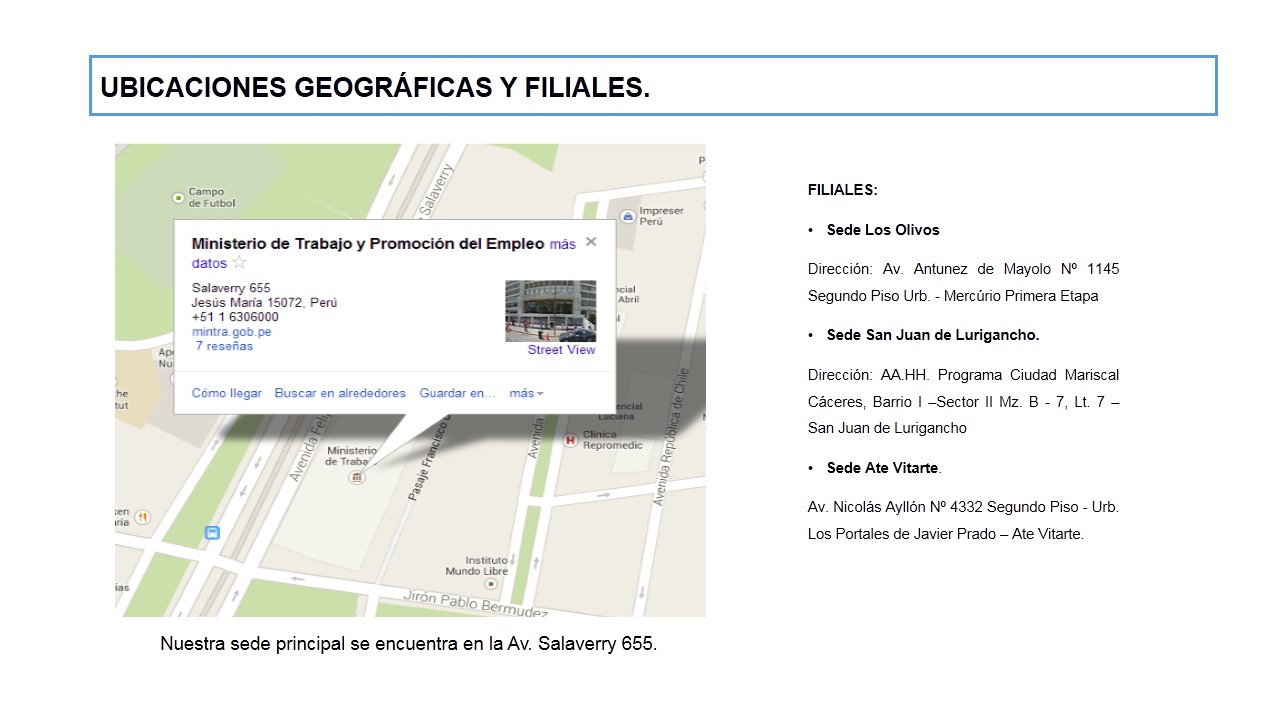 UBICACIONES GEOGRÁFICAS Y FILIALES.
Campo
de Futbol
Salaverry
Impreser
Perú
Ministerio de Trabajo y Promoción del Empleo más
datos
Salaverry 655
Jesús María 15072, Perú
+51 1 6306000
mintra.gob.pe
7 reseñas
Street View
Cómo llegar Buscar en alrededores Guardar en... más
Abril
Luciana
Clínica
Repromedic
Avenida
Avenida República de Chile
Avenida
Pasaje Francisco
Ministerio
de Traba
Instituto
Mundo Libre
Jirón Pablo Bermudez
Nuestra sede principal se encuentra en la Av. Salaverry 655.
FILIALES:
• Sede Los Olivos
Dirección: Av. Antunez de Mayolo Nº 1145
Segundo Piso Urb. - Mercúrio Primera Etapa
• Sede San Juan de Lurigancho.
Dirección: AA.HH. Programa Ciudad Mariscal
Cáceres, Barrio I –Sector II Mz. B - 7, Lt. 7 –
San Juan de Lurigancho
• Sede Ate Vitarte.
Av. Nicolás Ayllón Nº 4332 Segundo Piso - Urb.
Los Portales de Javier Prado – Ate Vitarte.